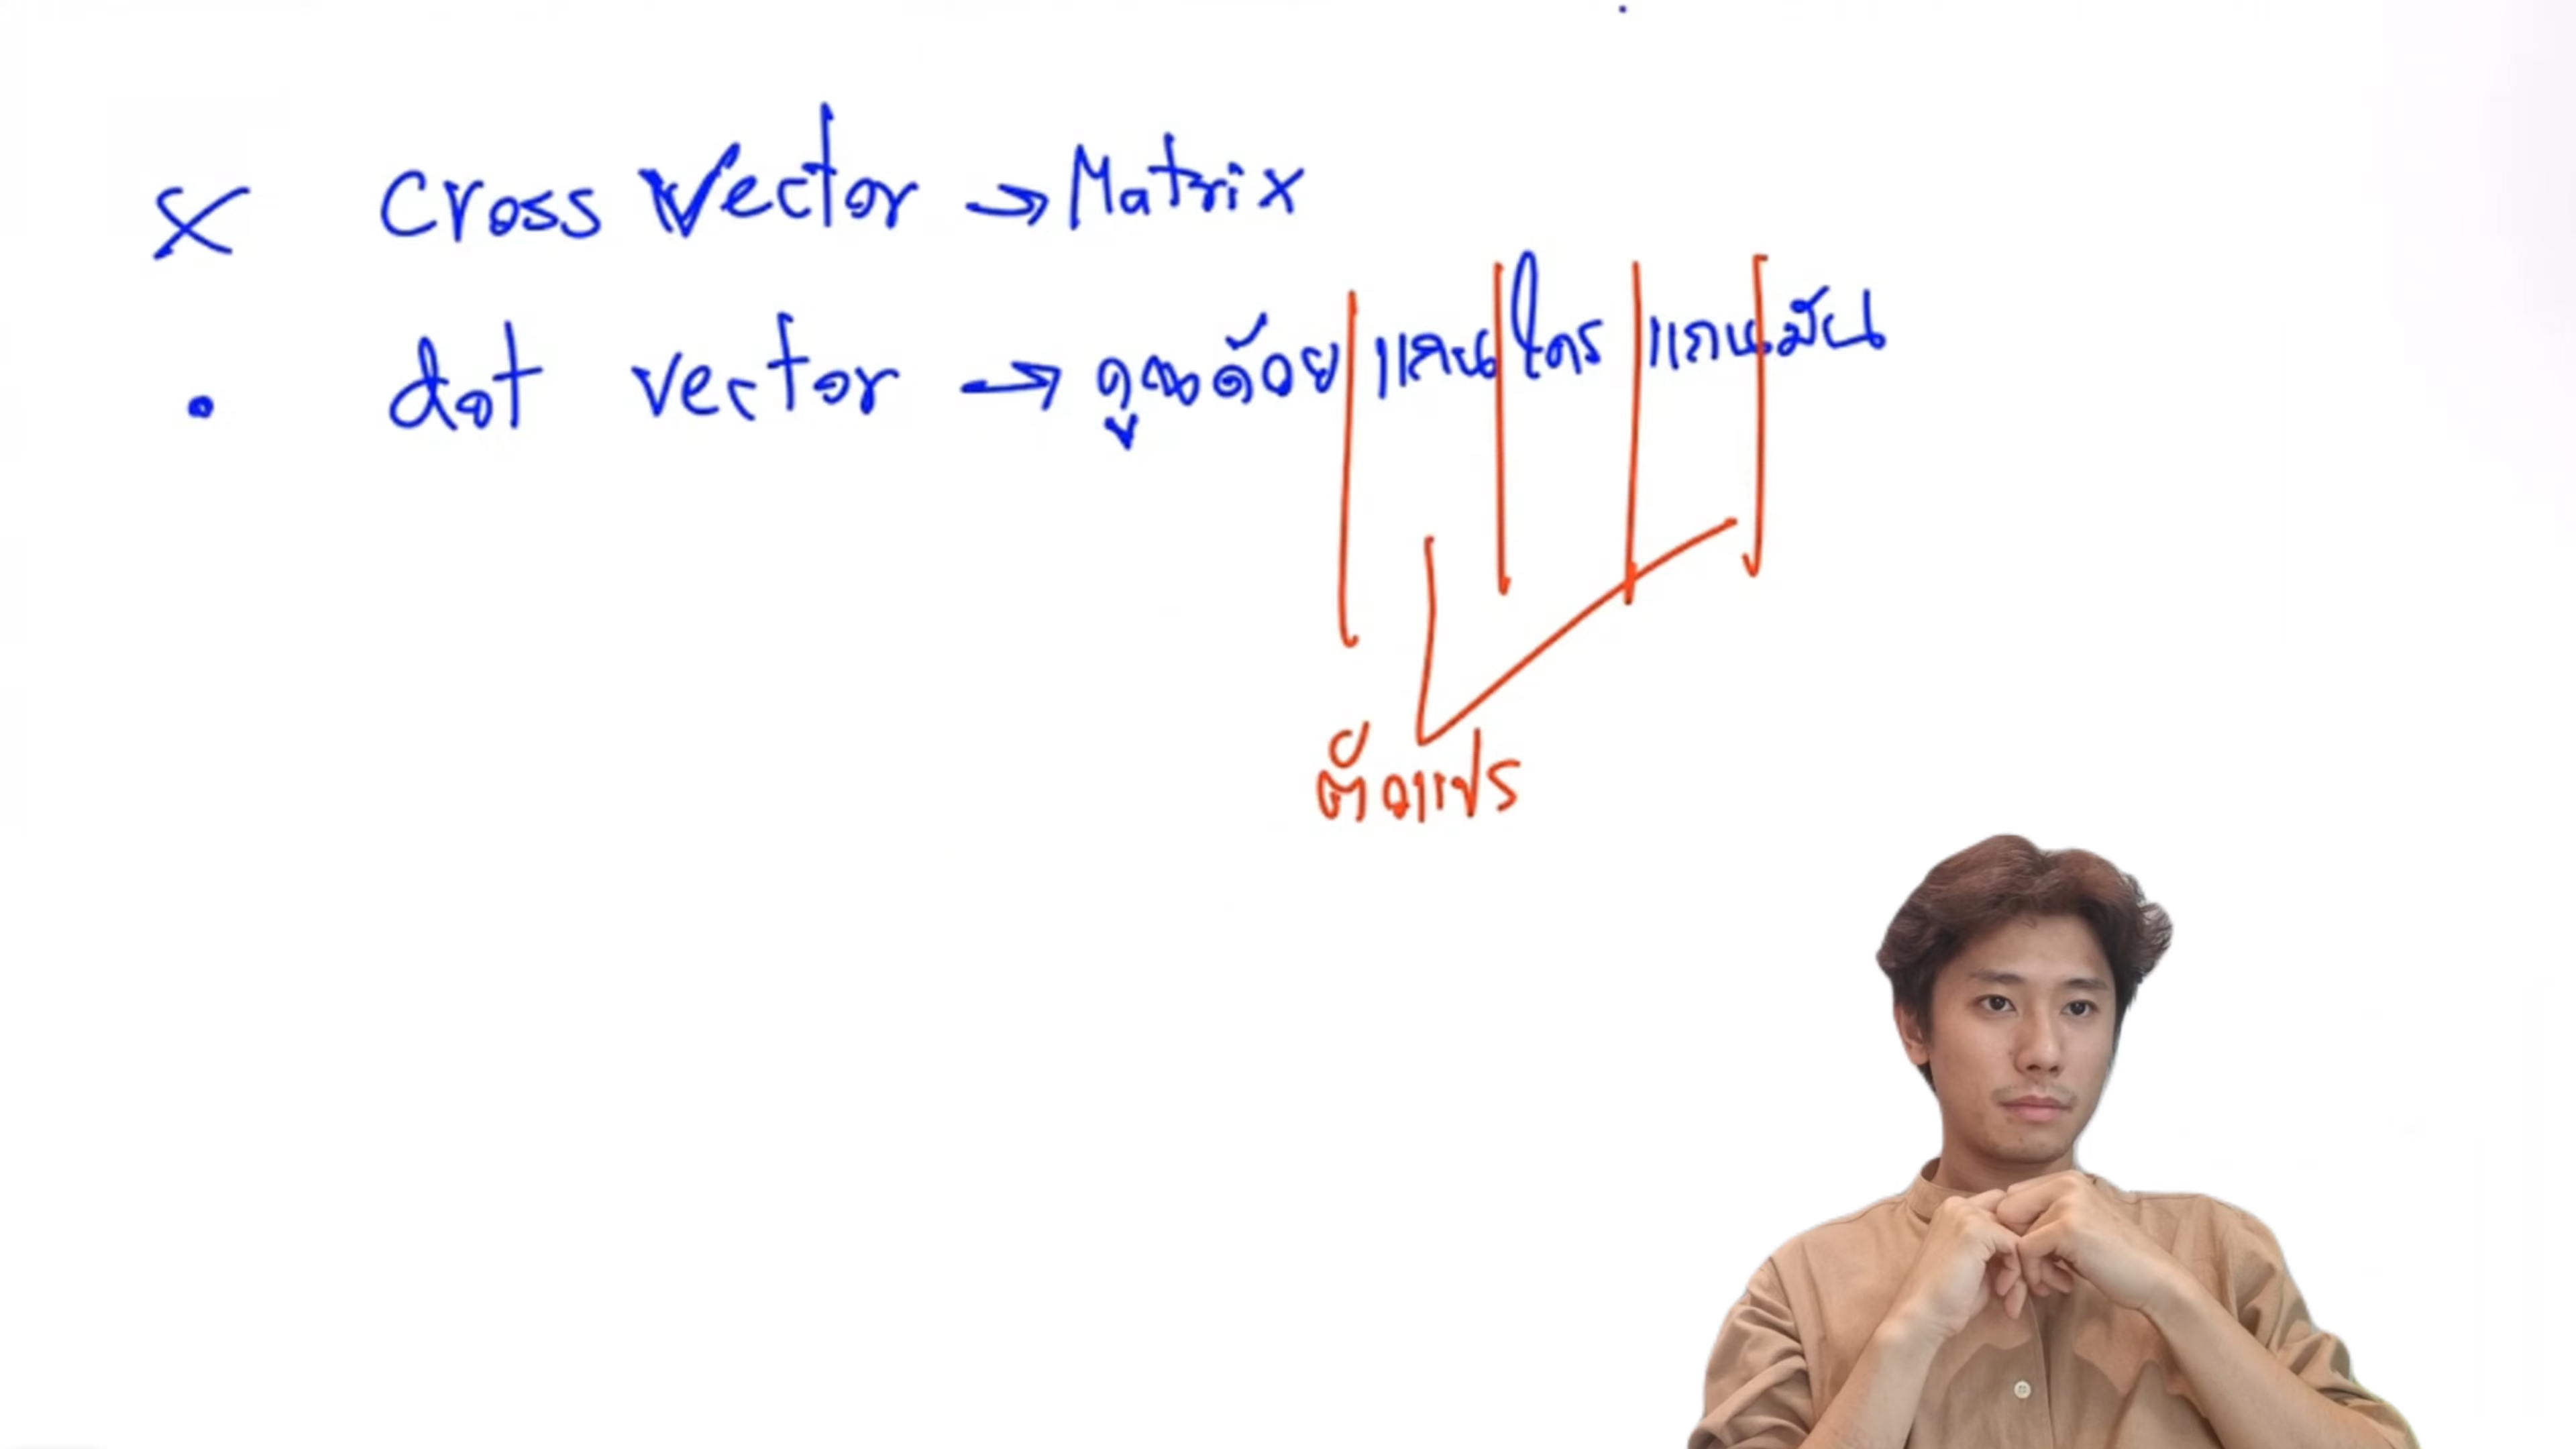 × cross vector → Matrix
• dot vector → คูณด้วย แกนใคร แกนมัน
ตัวแปร